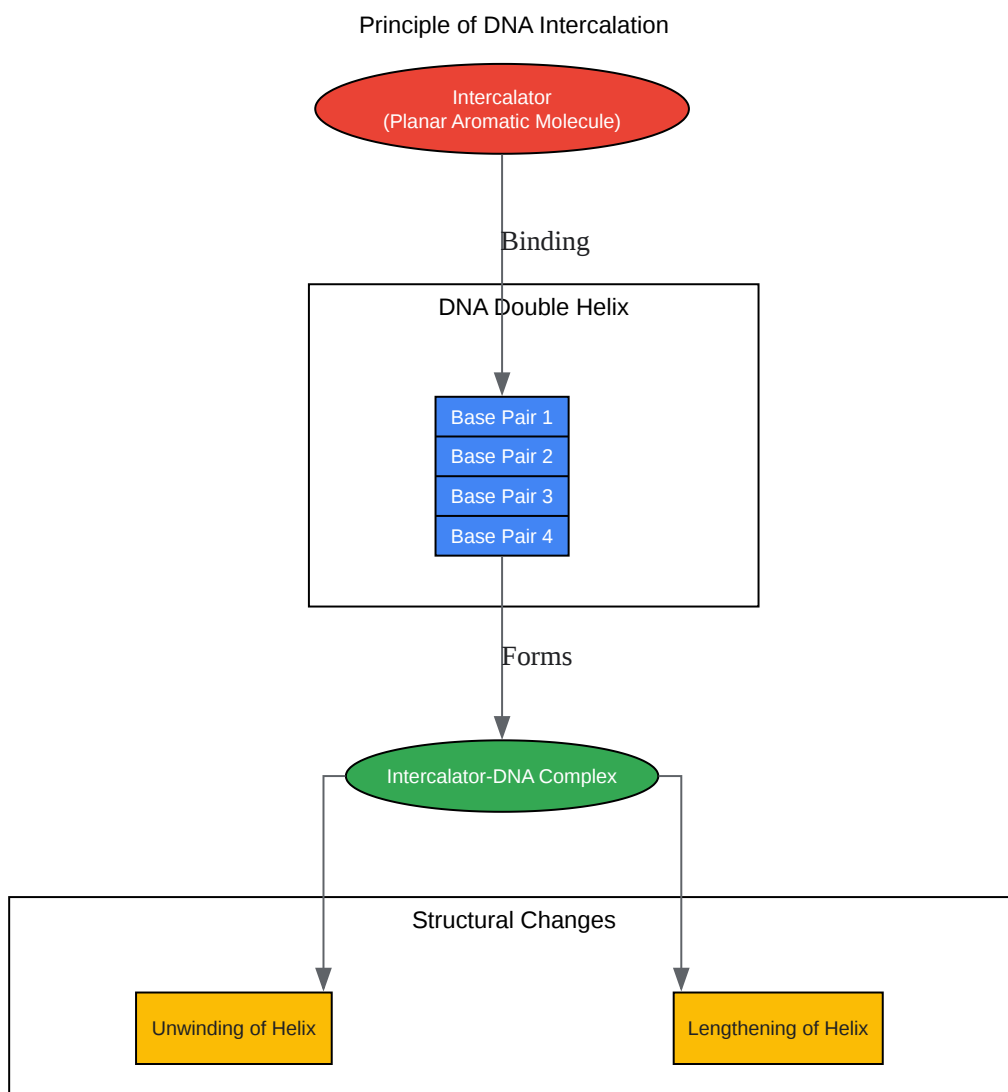 Principle of DNA Intercalation
Intercalator
(Planar Aromatic Molecule)
Binding
DNA Double Helix
Base Pair 1
Base Pair 2
Base Pair 3
Base Pair 4
Forms
Intercalator-DNA Complex
Structural Changes
Unwinding of Helix
Lengthening of Helix